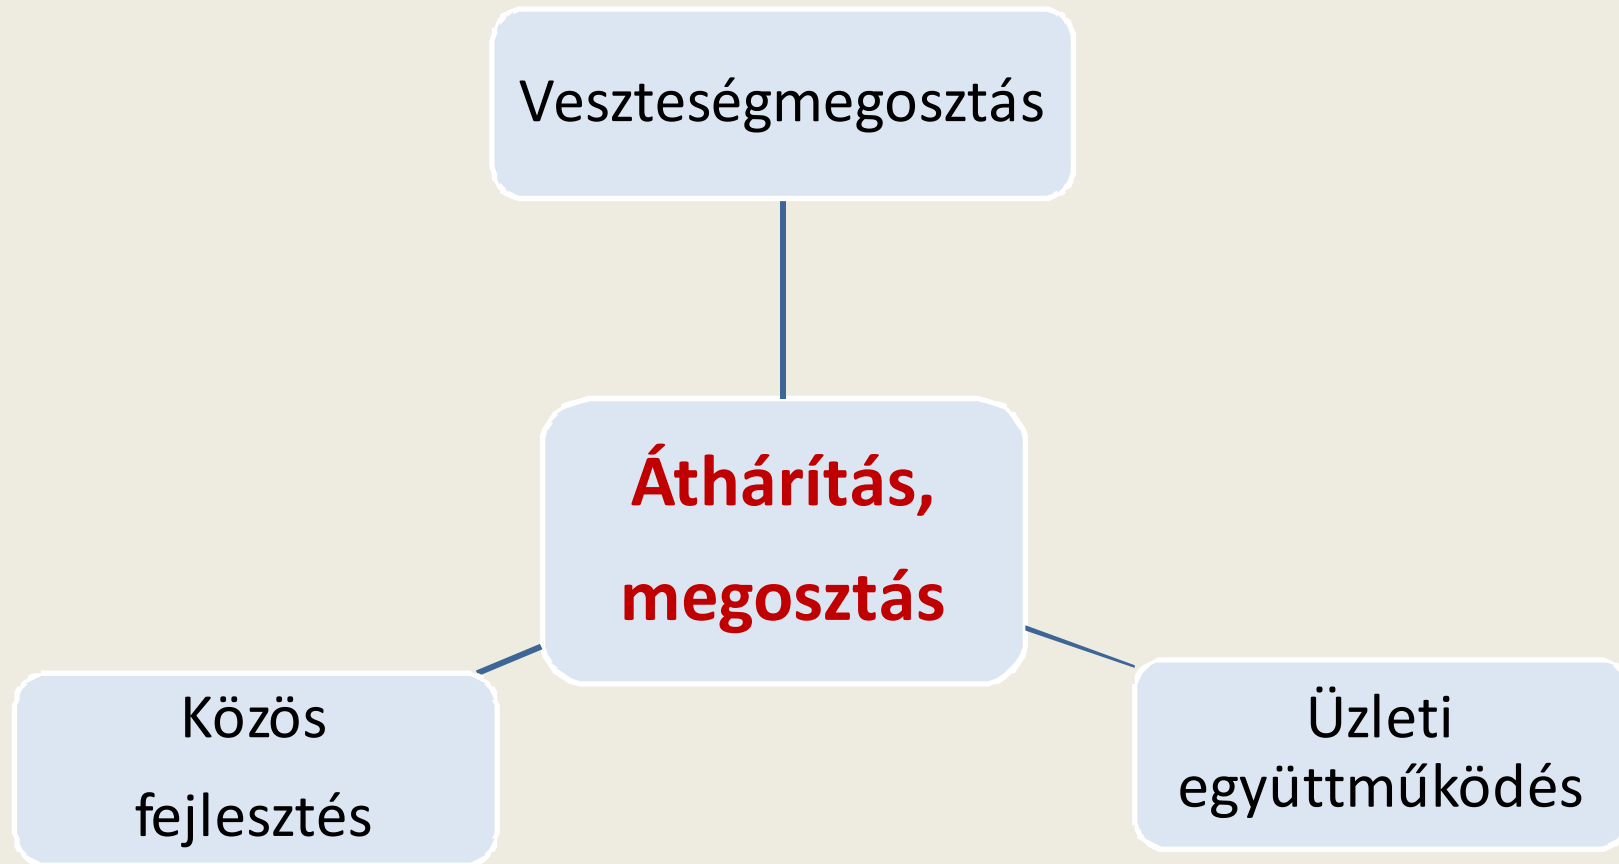 Veszteségmegosztás
Áthárítás,
megosztás
Közös
fejlesztés
Üzleti
együttműködés